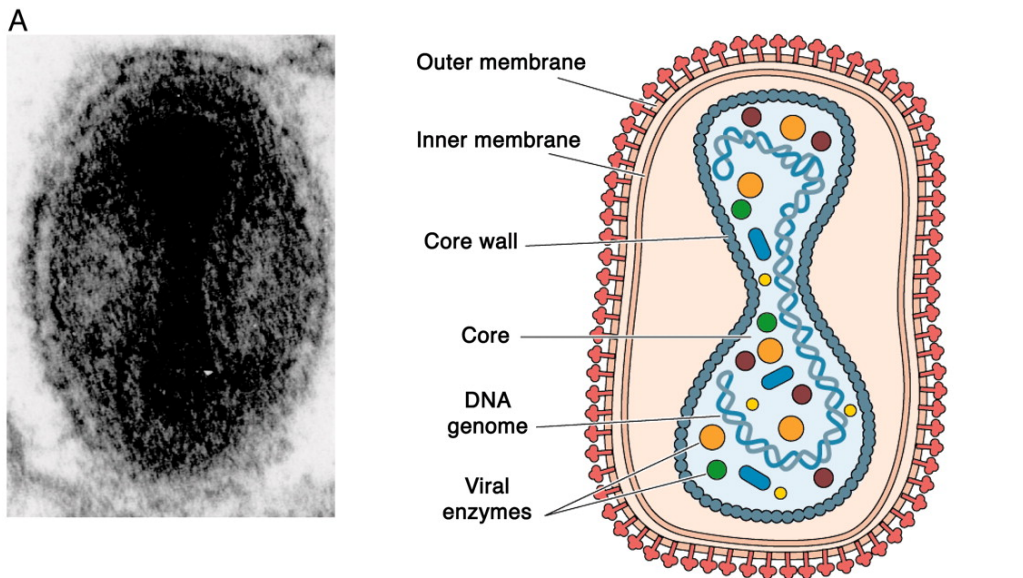 A
Outer membrane
Inner membrane
Core wall
Core
DNA
genome
Viral
enzymes